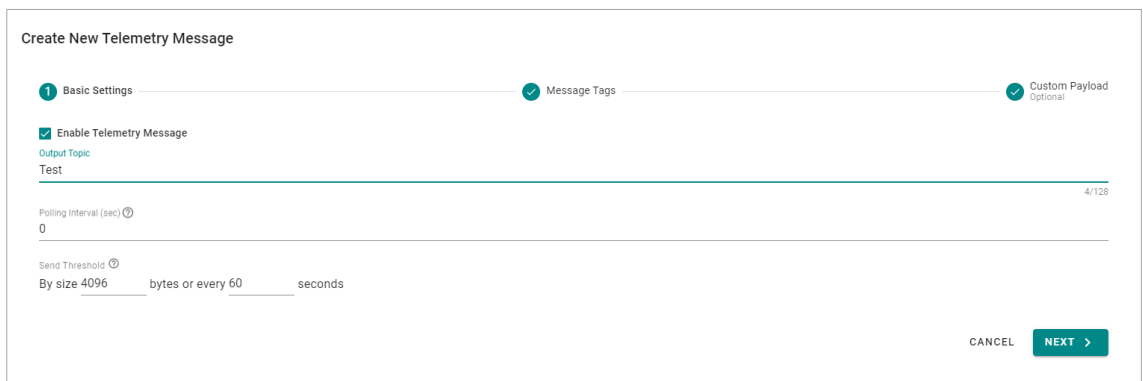 Create New Telemetry Message
1 Basic Settings
Message Tags
Custom Payload
Optional
Enable Telemetry Message
Output Topic
Test
4/128
Polling Interval (sec) ?
0
Send Threshold ?
By size 4096 bytes or every 60 seconds
CANCEL NEXT >